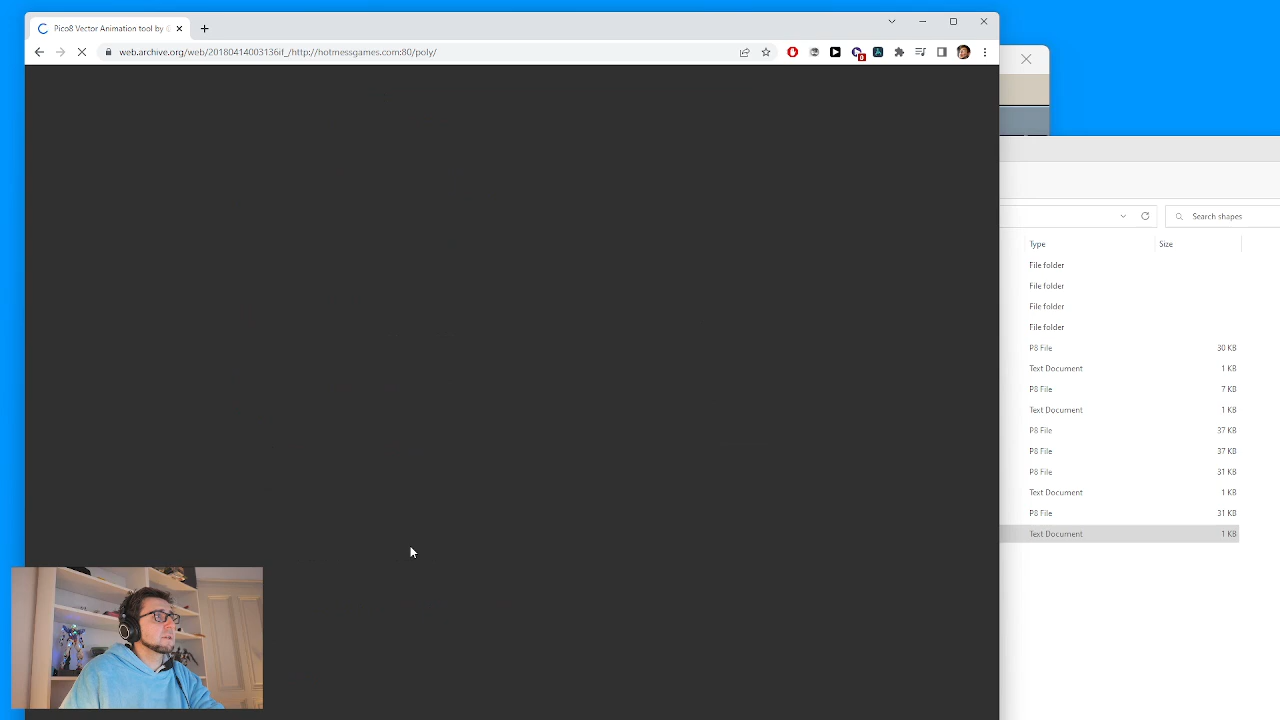 Pico8 Vector Animation tool by
web.archive.org/web/20180414003136if_/http://hotmessgames.com:80/poly/
9
Search shapes
Type Size
File folder
File folder
File folder
File folder
P8 File 30 KB
Text Document 1 KB
P8 File 7 KB
Text Document 1 KB
P8 File 37 KB
P8 File 37 KB
P8 File 31 KB
Text Document 1 KB
P8 File 31 KB
Text Document 1 KB